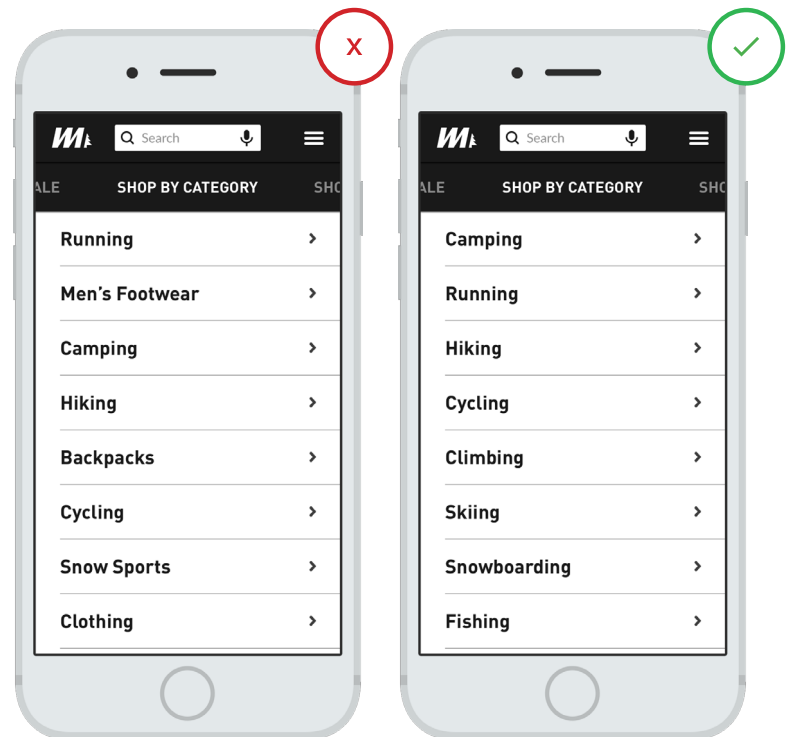 X
Search
ALE SHOP BY CATEGORY SHO
Running
Men’s Footwear
Camping
Hiking
Backpacks
Cycling
Snow Sports
Clothing
Search
ALE SHOP BY CATEGORY SHO
Camping
Running
Hiking
Cycling
Climbing
Skiing
Snowboarding
Fishing